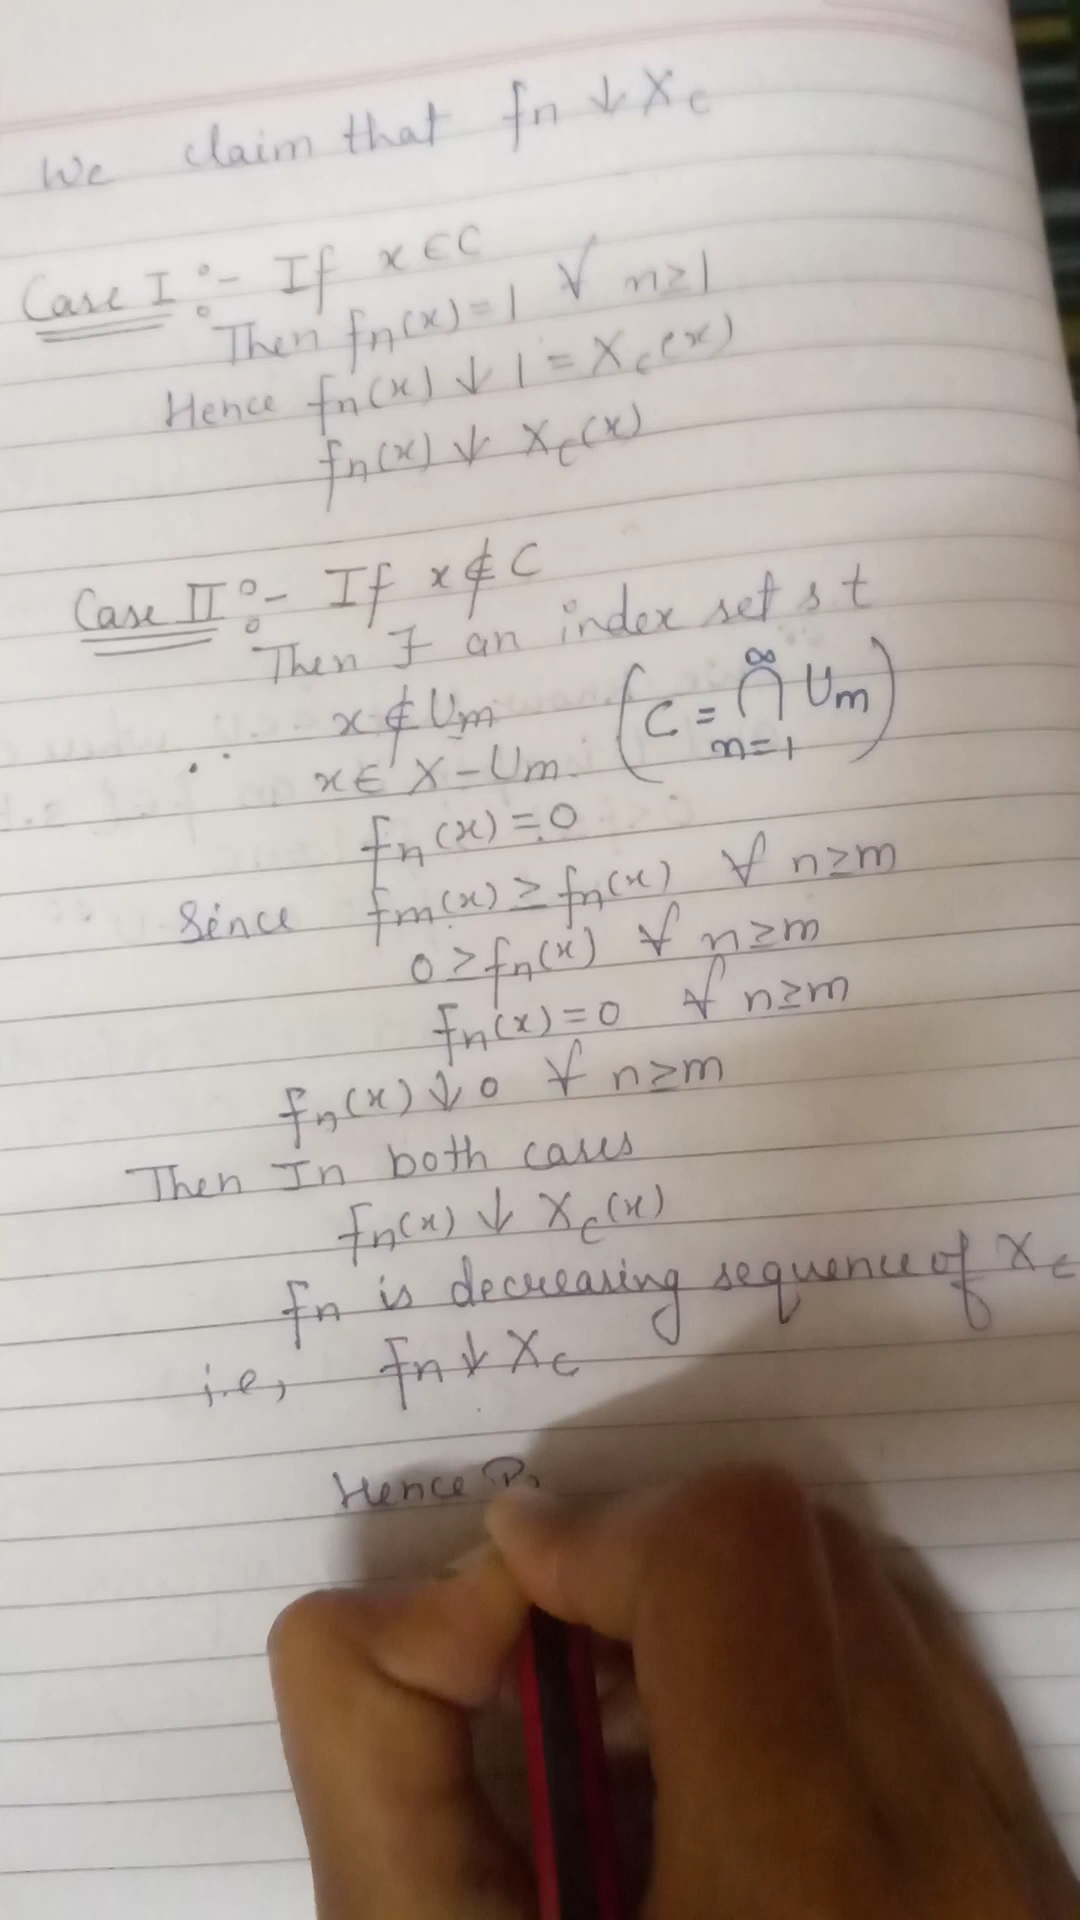 We claim that fn ↓ Xc
Case I :- If x ∈ C
Then fn(x) = 1 ∀ n ≥ 1
Hence fn(x) ↓ 1 = Xc(x)
fn(x) ↓ Xc(x)
Case II :- If x ∉ C
Then ∃ an index set s t
x ∉ Um (C = ∞ ∩ n=1 Um)
∴ x ∈ X - Um
fn(x) = 0
Since fm(x) ≥ fn(x) ∀ n ≥ m
0 ≥ fn(x) ∀ n ≥ m
fn(x) = 0 ∀ n ≥ m
fn(x) ↓ 0 ∀ n ≥ m
Then In both cases
fn(x) ↓ Xc(x)
fn is decreasing sequence of Xc
i.e, fn ↓ Xc
Hence